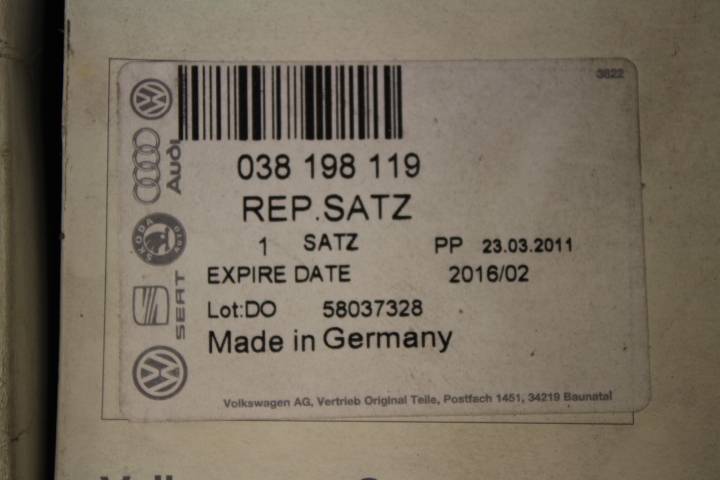 3822
038 198 119
REP.SATZ
1 SATZ PP 23.03.2011
EXPIRE DATE 2016/02
Lot:DO 58037328
Made in Germany
Volkswagen AG, Vertrieb Original Teile, Postfach 1451, 34219 Baunatal
Audi
SKODA AUTO
SEAT